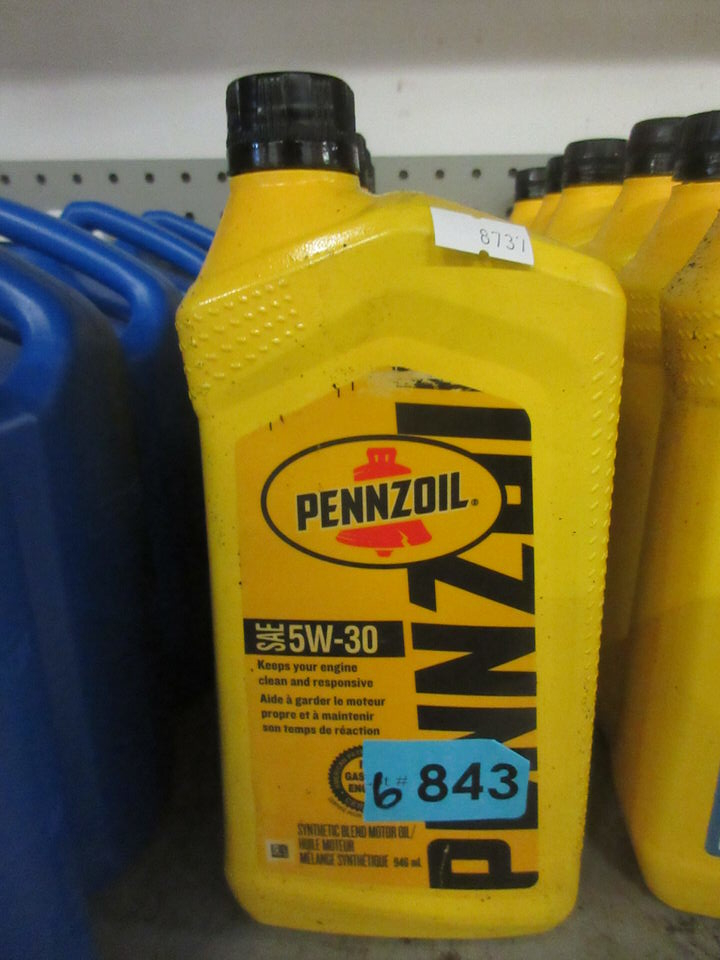 8737
PENNZOIL
PENNZOIL
SAE 5W-30
Keeps your engine
clean and responsive
Aide à garder le moteur
propre et à maintenir
son temps de réaction
6 # 843
SYNTHETIC BLEND MOTOR OIL/
HUILE MOTEUR
MÉLANGE SYNTHÉTIQUE 946 mL